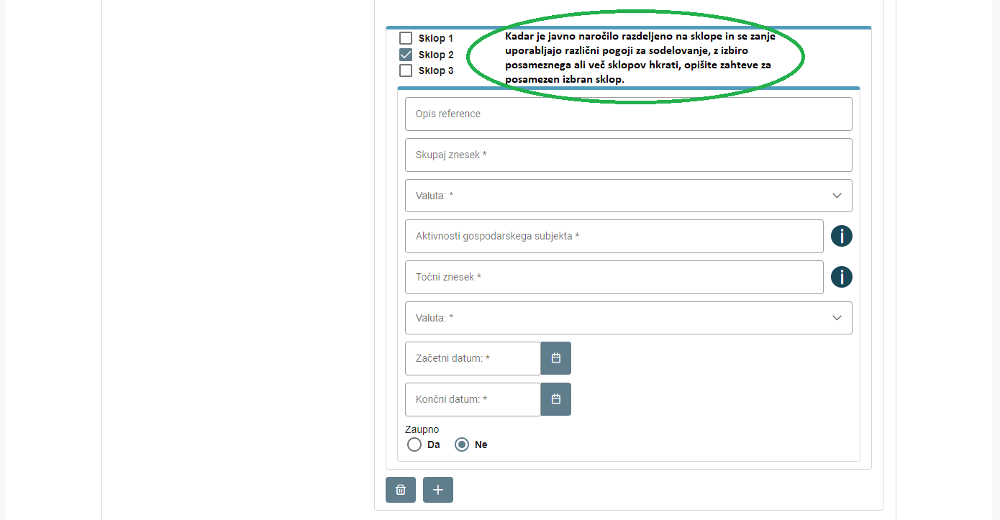 Sklop 1
Sklop 2
Sklop 3
Kadar je javno naročilo razdeljeno na sklope in se zanje
uporabljajo različni pogoji za sodelovanje, z izbiro
posameznega ali več sklopov hkrati, opišite zahteve za
posamezen izbran sklop.
Opis reference
Skupaj znesek *
Valuta: *
Aktivnosti gospodarskega subjekta *
Točni znesek *
Valuta: *
Začetni datum: *
Končni datum: *
Zaupno
Da Ne